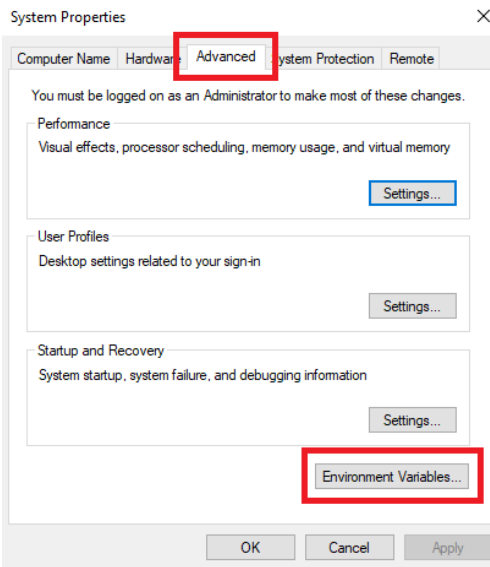 System Properties
Computer Name Hardware Advanced System Protection Remote
You must be logged on as an Administrator to make most of these changes.
Performance
Visual effects, processor scheduling, memory usage, and virtual memory
Settings...
User Profiles
Desktop settings related to your sign-in
Settings...
Startup and Recovery
System startup, system failure, and debugging information
Settings...
Environment Variables...
OK Cancel Apply